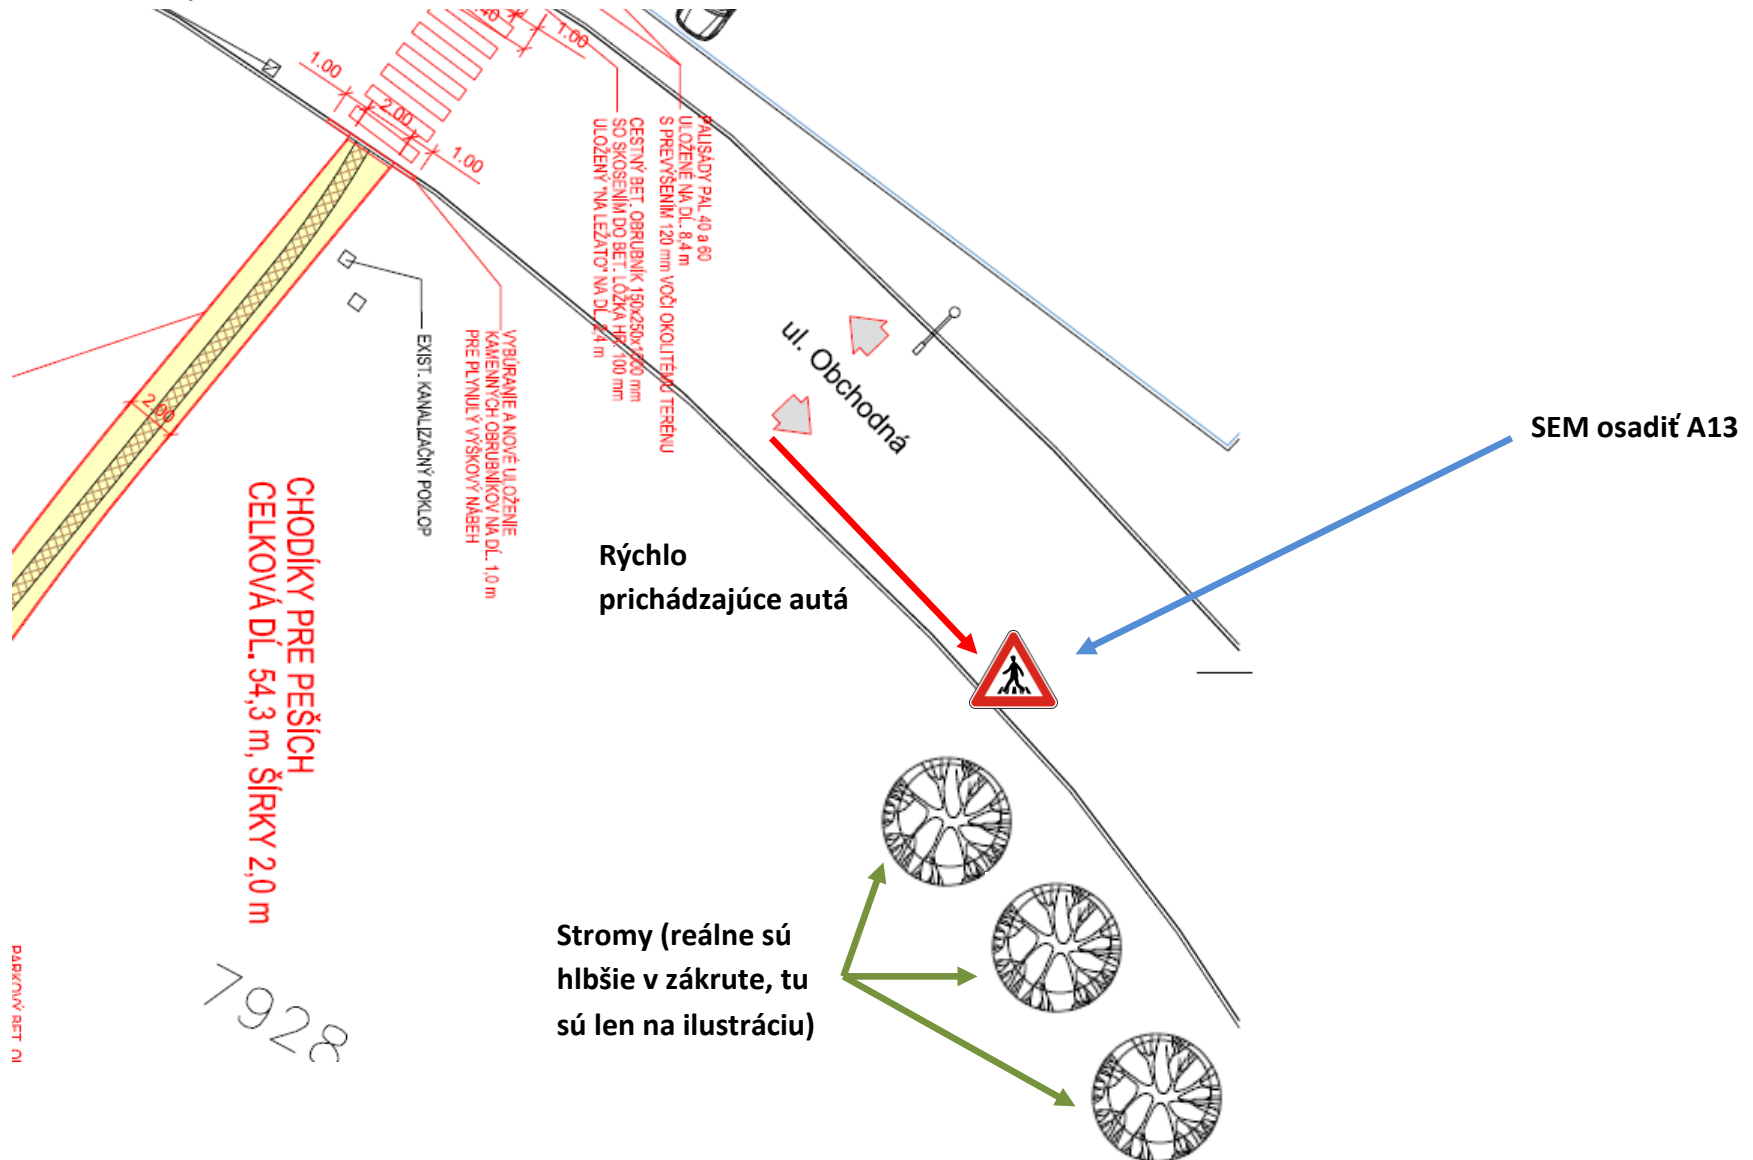 1.00
40
1.00
2.00
1.00
PALISÁDY PAL 40 a 60
ULOŽENÉ NA DĹ. 8,4 m
S PREVÝŠENÍM 120 mm VOČI OKOLITÉMU TERÉNU
CESTNÝ BET. OBRUBNÍK 150x250x1000 mm
SO SKOSENÍM DO BET. LÔŽKA HR. 100 mm
ULOŽENÝ "NA LEŽATO" NA DĹ. 2,4 m
VYBÚRANIE A NOVÉ ULOŽENIE
KAMENNÝCH OBRUBNÍKOV NA DĹ. 1,0 m
PRE PLYNULÝ VÝŠKOVÝ NÁBEH
EXIST. KANALIZAČNÝ POKLOP
2.00
ul. Obchodná
SEM osadiť A13
Rýchlo
prichádzajúce autá
CHODÍKY PRE PEŠÍCH
CELKOVÁ DĹ. 54,3 m, ŠÍRKY 2,0 m
Stromy (reálne sú
hlbšie v zákrute, tu
sú len na ilustráciu)
7928
PARKOVÝ BET.